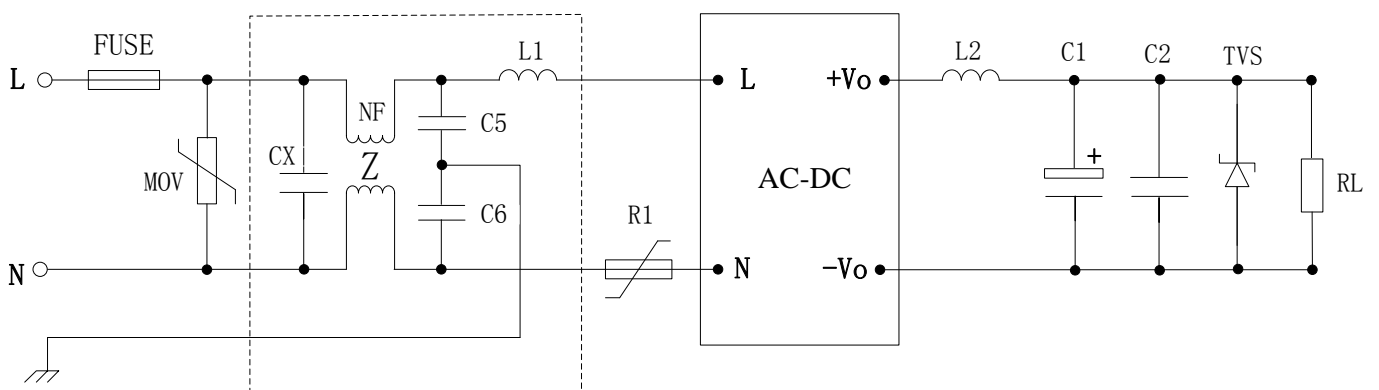 FUSE
L
MOV
CX
NF
Z
C5
C6
L1
R1
N
L
N
AC-DC
+Vo
-Vo
L2
C1
+
C2
TVS
RL